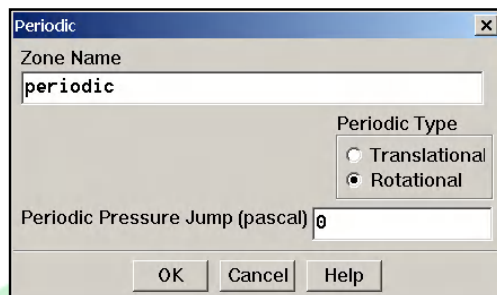 Periodic
Zone Name
periodic
Periodic Type
Translational
Rotational
Periodic Pressure Jump (pascal) 0
OK Cancel Help